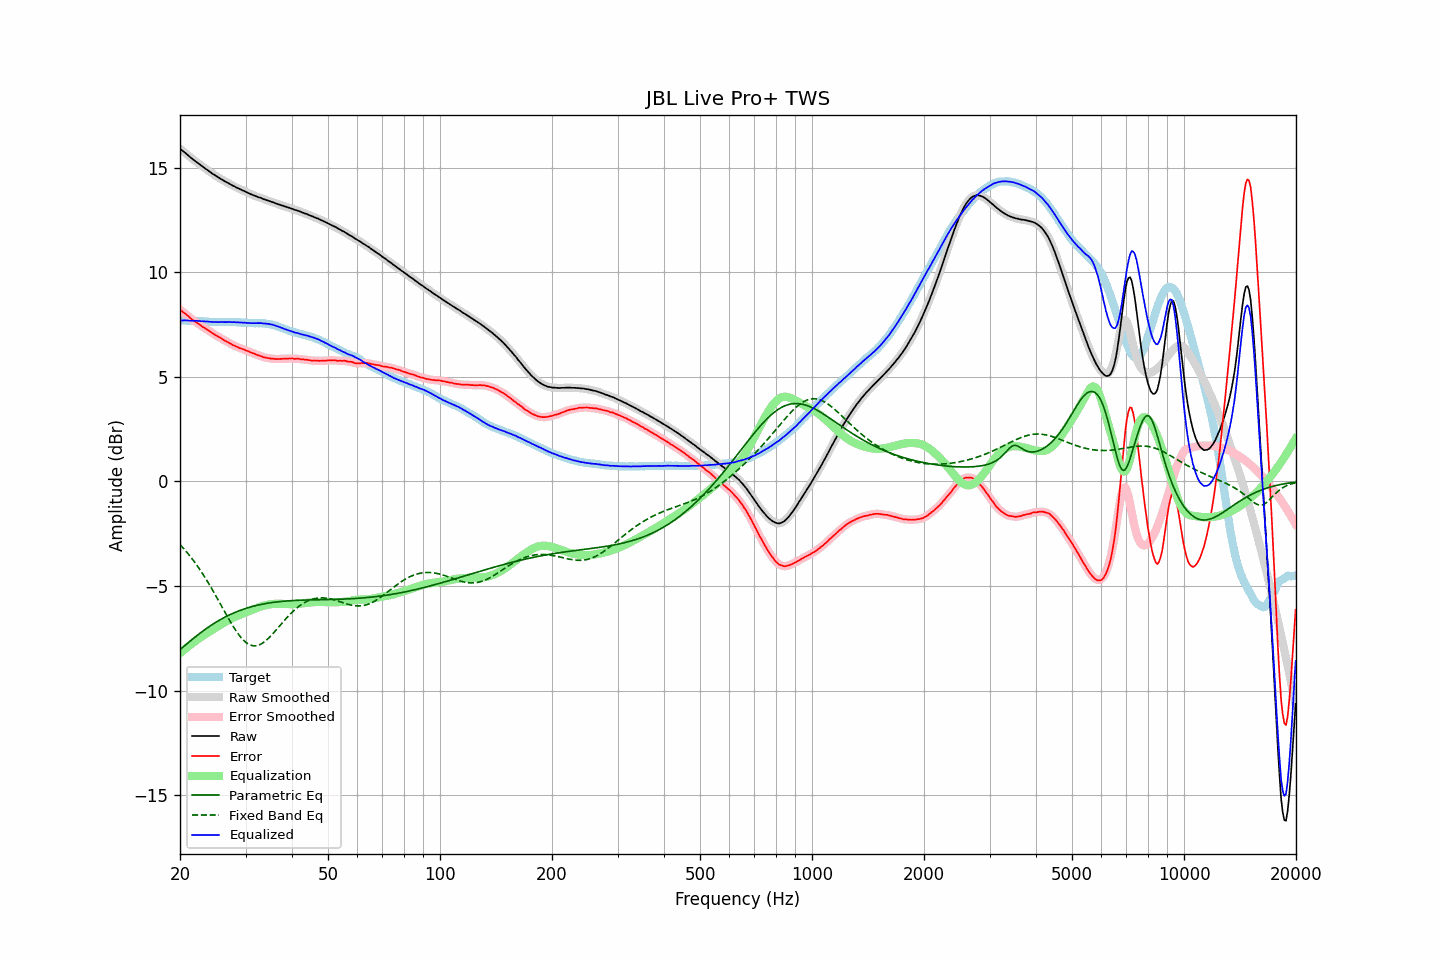 JBL Live Pro+ TWS
Amplitude (dBr)
15
10
5
0
−5
−10
−15
Target
Raw Smoothed
Error Smoothed
Raw
Error
Equalization
Parametric Eq
Fixed Band Eq
Equalized
20 50 100 200 500 1000 2000 5000 10000 20000
Frequency (Hz)